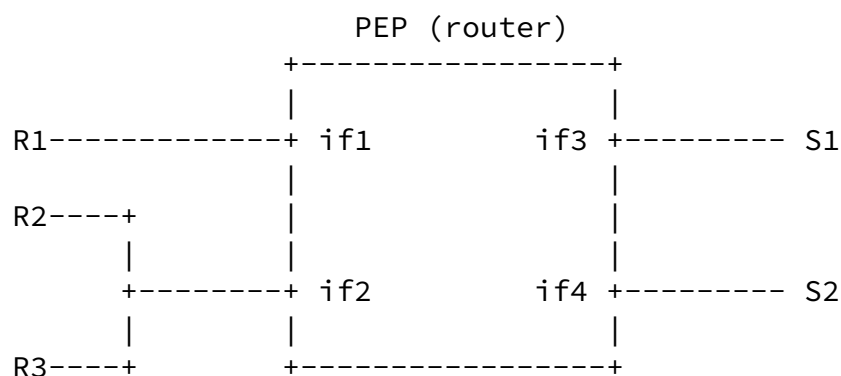 PEP (router)
R1 if1 if3 S1
R2
if2 if4 S2
R3